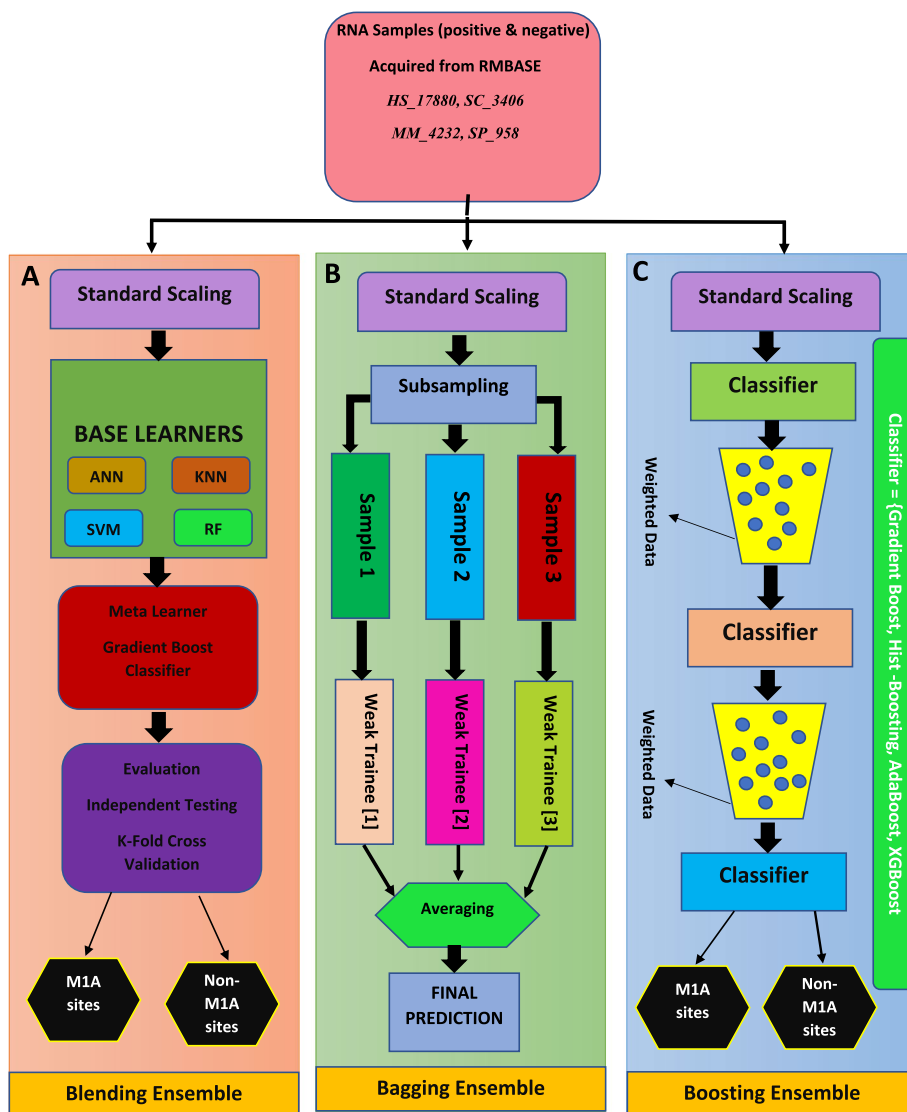 RNA Samples (positive & negative)
Acquired from RMBASE
HS_17880, SC_3406
MM_4232, SP_958
A
Standard Scaling
BASE LEARNERS
ANN
KNN
SVM
RF
Meta Learner
Gradient Boost
Classifier
Evaluation
Independent Testing
K-Fold Cross
Validation
M1A
sites
Non-
M1A
sites
Blending Ensemble
B
Standard Scaling
Subsampling
Sample 1
Sample 2
Sample 3
Weak Trainee [1]
Weak Trainee [2]
Weak Trainee [3]
Averaging
FINAL
PREDICTION
Bagging Ensemble
C
Standard Scaling
Classifier
Weighted Data
Classifier
Weighted Data
Classifier
M1A
sites
Non-
M1A
sites
Classifier = {Gradient Boost, Hist -Boosting, AdaBoost, XGBoost
Boosting Ensemble